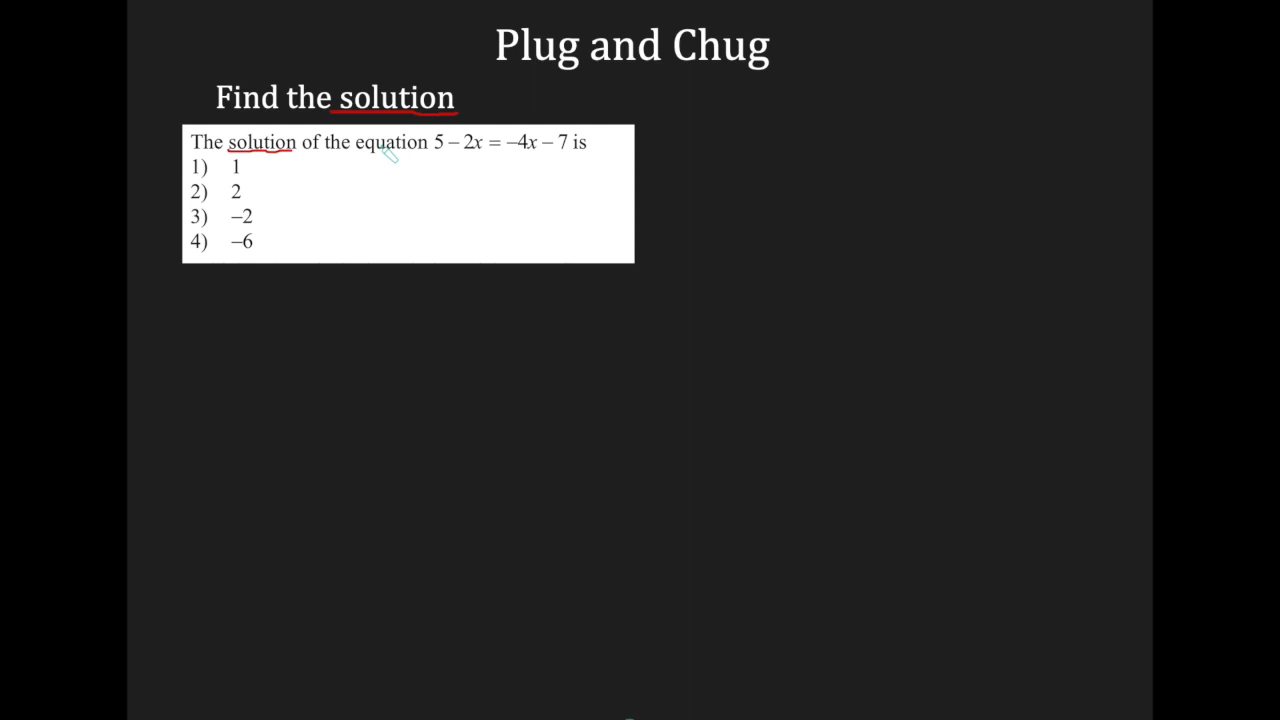 Plug and Chug
Find the solution
The solution of the equation 5 – 2x = –4x – 7 is
1) 1
2) 2
3) –2
4) –6